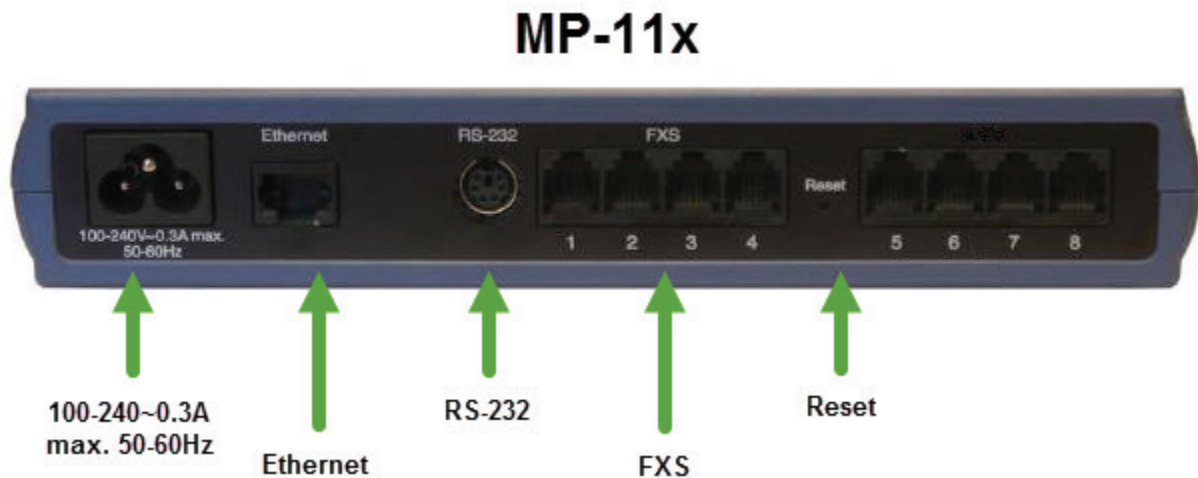 MP-11x
Ethernet
RS-232
FXS
Reset
100-240V~0.3A max.
50-60Hz
1 2 3 4 5 6 7 8
100-240~0.3A
max. 50-60Hz
Ethernet
RS-232
FXS
Reset